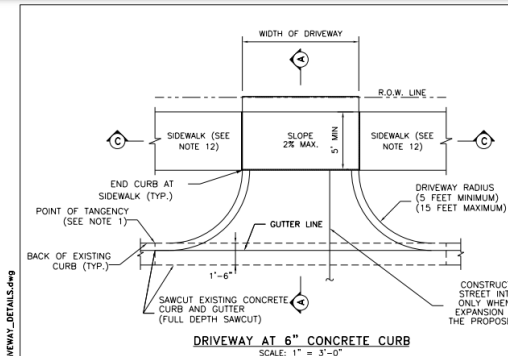 WIDTH OF DRIVEWAY
A
R.O.W. LINE
C
SIDEWALK (SEE
NOTE 12)
SLOPE
2% MAX.
5' MIN
SIDEWALK (SEE
NOTE 12)
C
END CURB AT
SIDEWALK (TYP.)
DRIVEWAY RADIUS
(5 FEET MINIMUM)
(15 FEET MAXIMUM)
POINT OF TANGENCY
(SEE NOTE 1)
GUTTER LINE
BACK OF EXISTING
CURB (TYP.)
1'-6"
SAWCUT EXISTING CONCRETE
CURB AND GUTTER
(FULL DEPTH SAWCUT)
A
CONSTRUC
STREET INT
ONLY WHEN
EXPANSION
THE PROPOS
DRIVEWAY AT 6" CONCRETE CURB
SCALE: 1" = 3'-0"
VEWAY_DETAILS.dwg